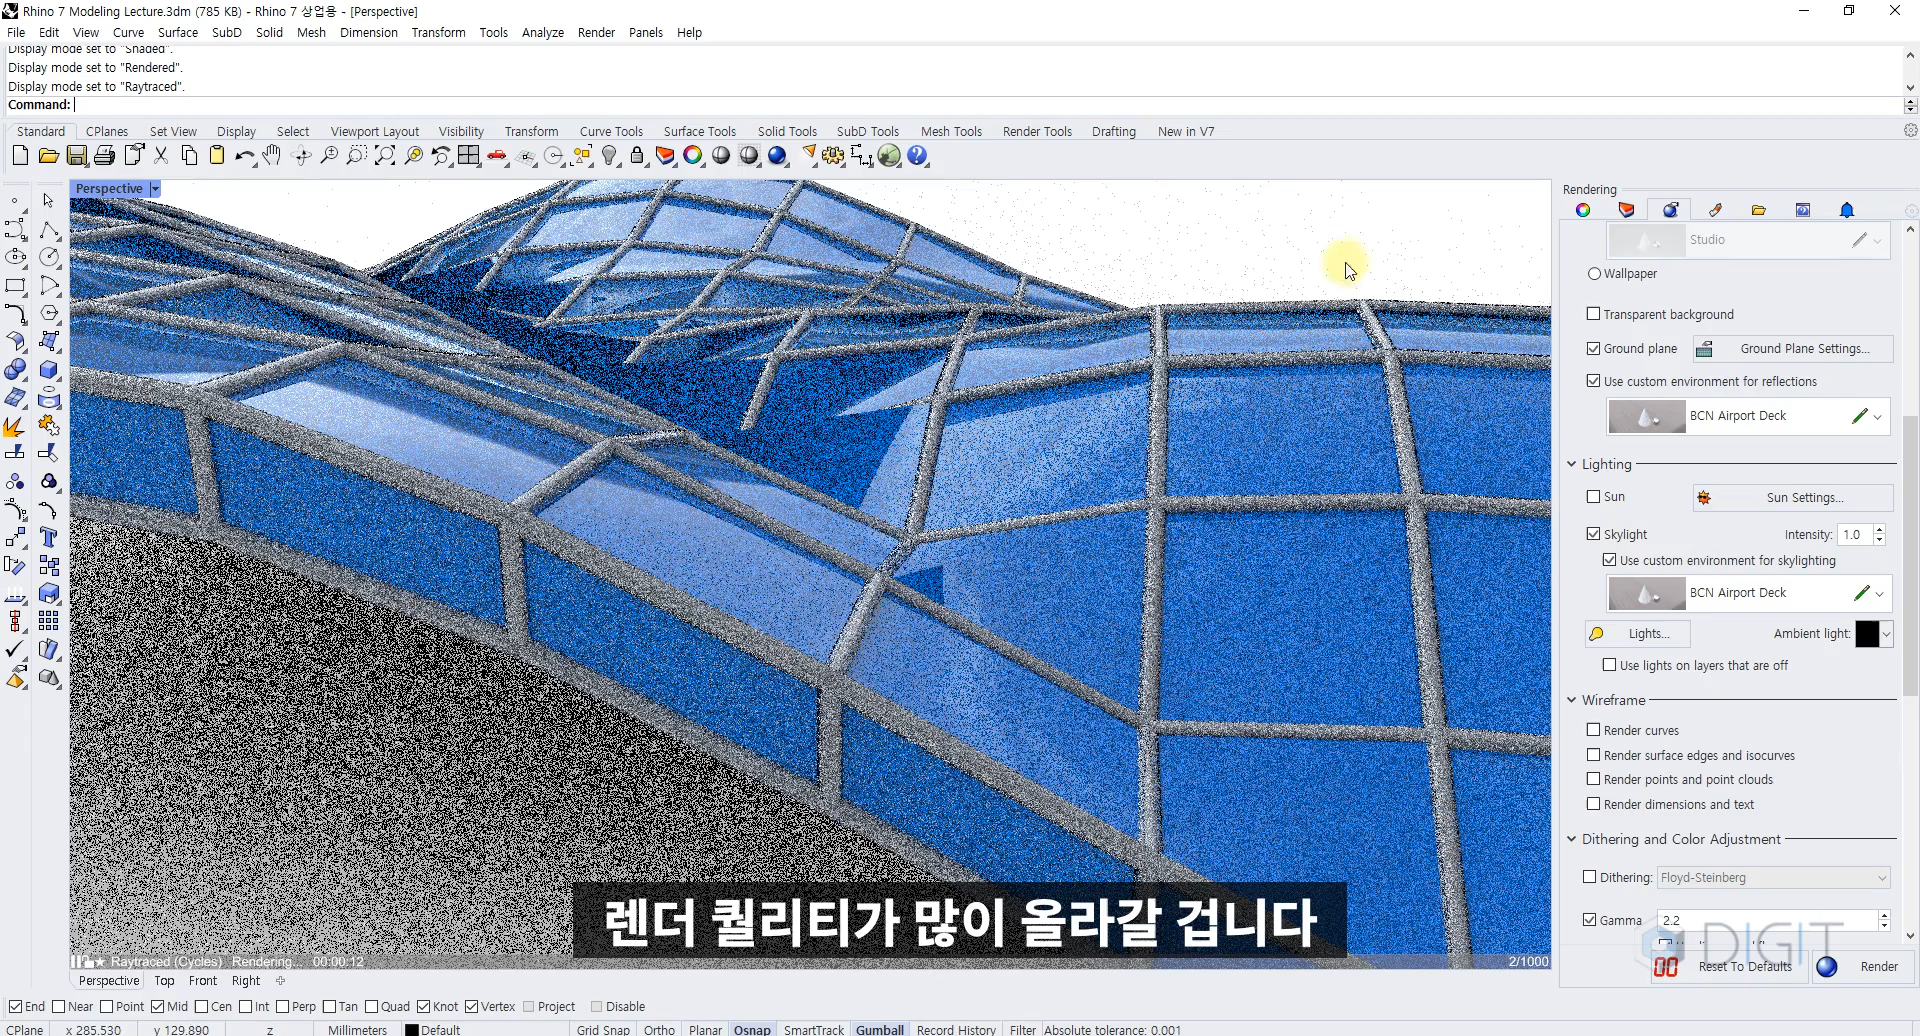 Rhino 7 Modeling Lecture.3dm (785 KB) - Rhino 7 상업용 - [Perspective]
File Edit View Curve Surface SubD Solid Mesh Dimension Transform Tools Analyze Render Panels Help
Display mode set to "Shaded".
Display mode set to "Rendered".
Display mode set to "Raytraced".
Command:
Standard CPlanes Set View Display Select Viewport Layout Visibility Transform Curve Tools Surface Tools Solid Tools SubD Tools Mesh Tools Render Tools Drafting New in V7
Perspective
Rendering
Studio
Wallpaper
Transparent background
Ground plane Ground Plane Settings...
Use custom environment for reflections
BCN Airport Deck
Lighting
Sun Sun Settings...
Skylight Intensity: 1.0
Use custom environment for skylighting
BCN Airport Deck
Lights... Ambient light:
Use lights on layers that are off
Wireframe
Render curves
Render surface edges and isocurves
Render points and point clouds
Render dimensions and text
Dithering and Color Adjustment
Dithering: Floyd-Steinberg
Gamma 2.2
DIGIT
Reset To Defaults Render
렌더 퀄리티가 많이 올라갈 겁니다
Raytraced (Cycles) Rendering... 00:00:12 2/1000
Perspective Top Front Right
End Near Point Mid Cen Int Perp Tan Quad Knot Vertex Project Disable
CPlane x 285.530 y 129.890 z Millimeters Default Grid Snap Ortho Planar Osnap SmartTrack Gumball Record History Filter Absolute tolerance: 0.001